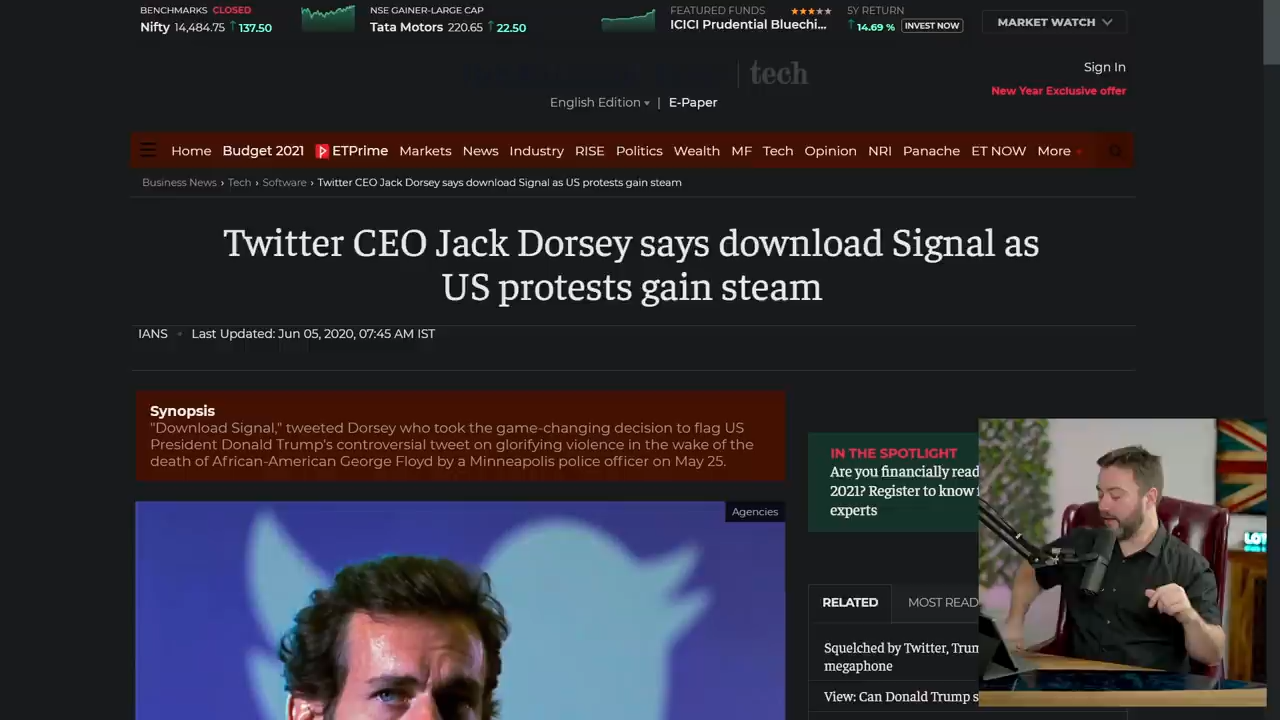 BENCHMARKS CLOSED
Nifty 14,484.75 ↑137.50
NSE GAINER-LARGE CAP
Tata Motors 220.65 ↑22.50
FEATURED FUNDS ★★★★★
ICICI Prudential Bluechi...
5Y RETURN
↑14.69 % INVEST NOW
MARKET WATCH
tech
Sign In
English Edition ▾ | E-Paper
New Year Exclusive offer
Home Budget 2021 ETPrime Markets News Industry RISE Politics Wealth MF Tech Opinion NRI Panache ET NOW More
Business News › Tech › Software › Twitter CEO Jack Dorsey says download Signal as US protests gain steam
Twitter CEO Jack Dorsey says download Signal as
US protests gain steam
IANS • Last Updated: Jun 05, 2020, 07:45 AM IST
Synopsis
"Download Signal," tweeted Dorsey who took the game-changing decision to flag US
President Donald Trump's controversial tweet on glorifying violence in the wake of the
death of African-American George Floyd by a Minneapolis police officer on May 25.
Agencies
IN THE SPOTLIGHT
Are you financially read
2021? Register to know
experts
RELATED MOST READ
Squelched by Twitter, Trum
megaphone
View: Can Donald Trump s
LOT